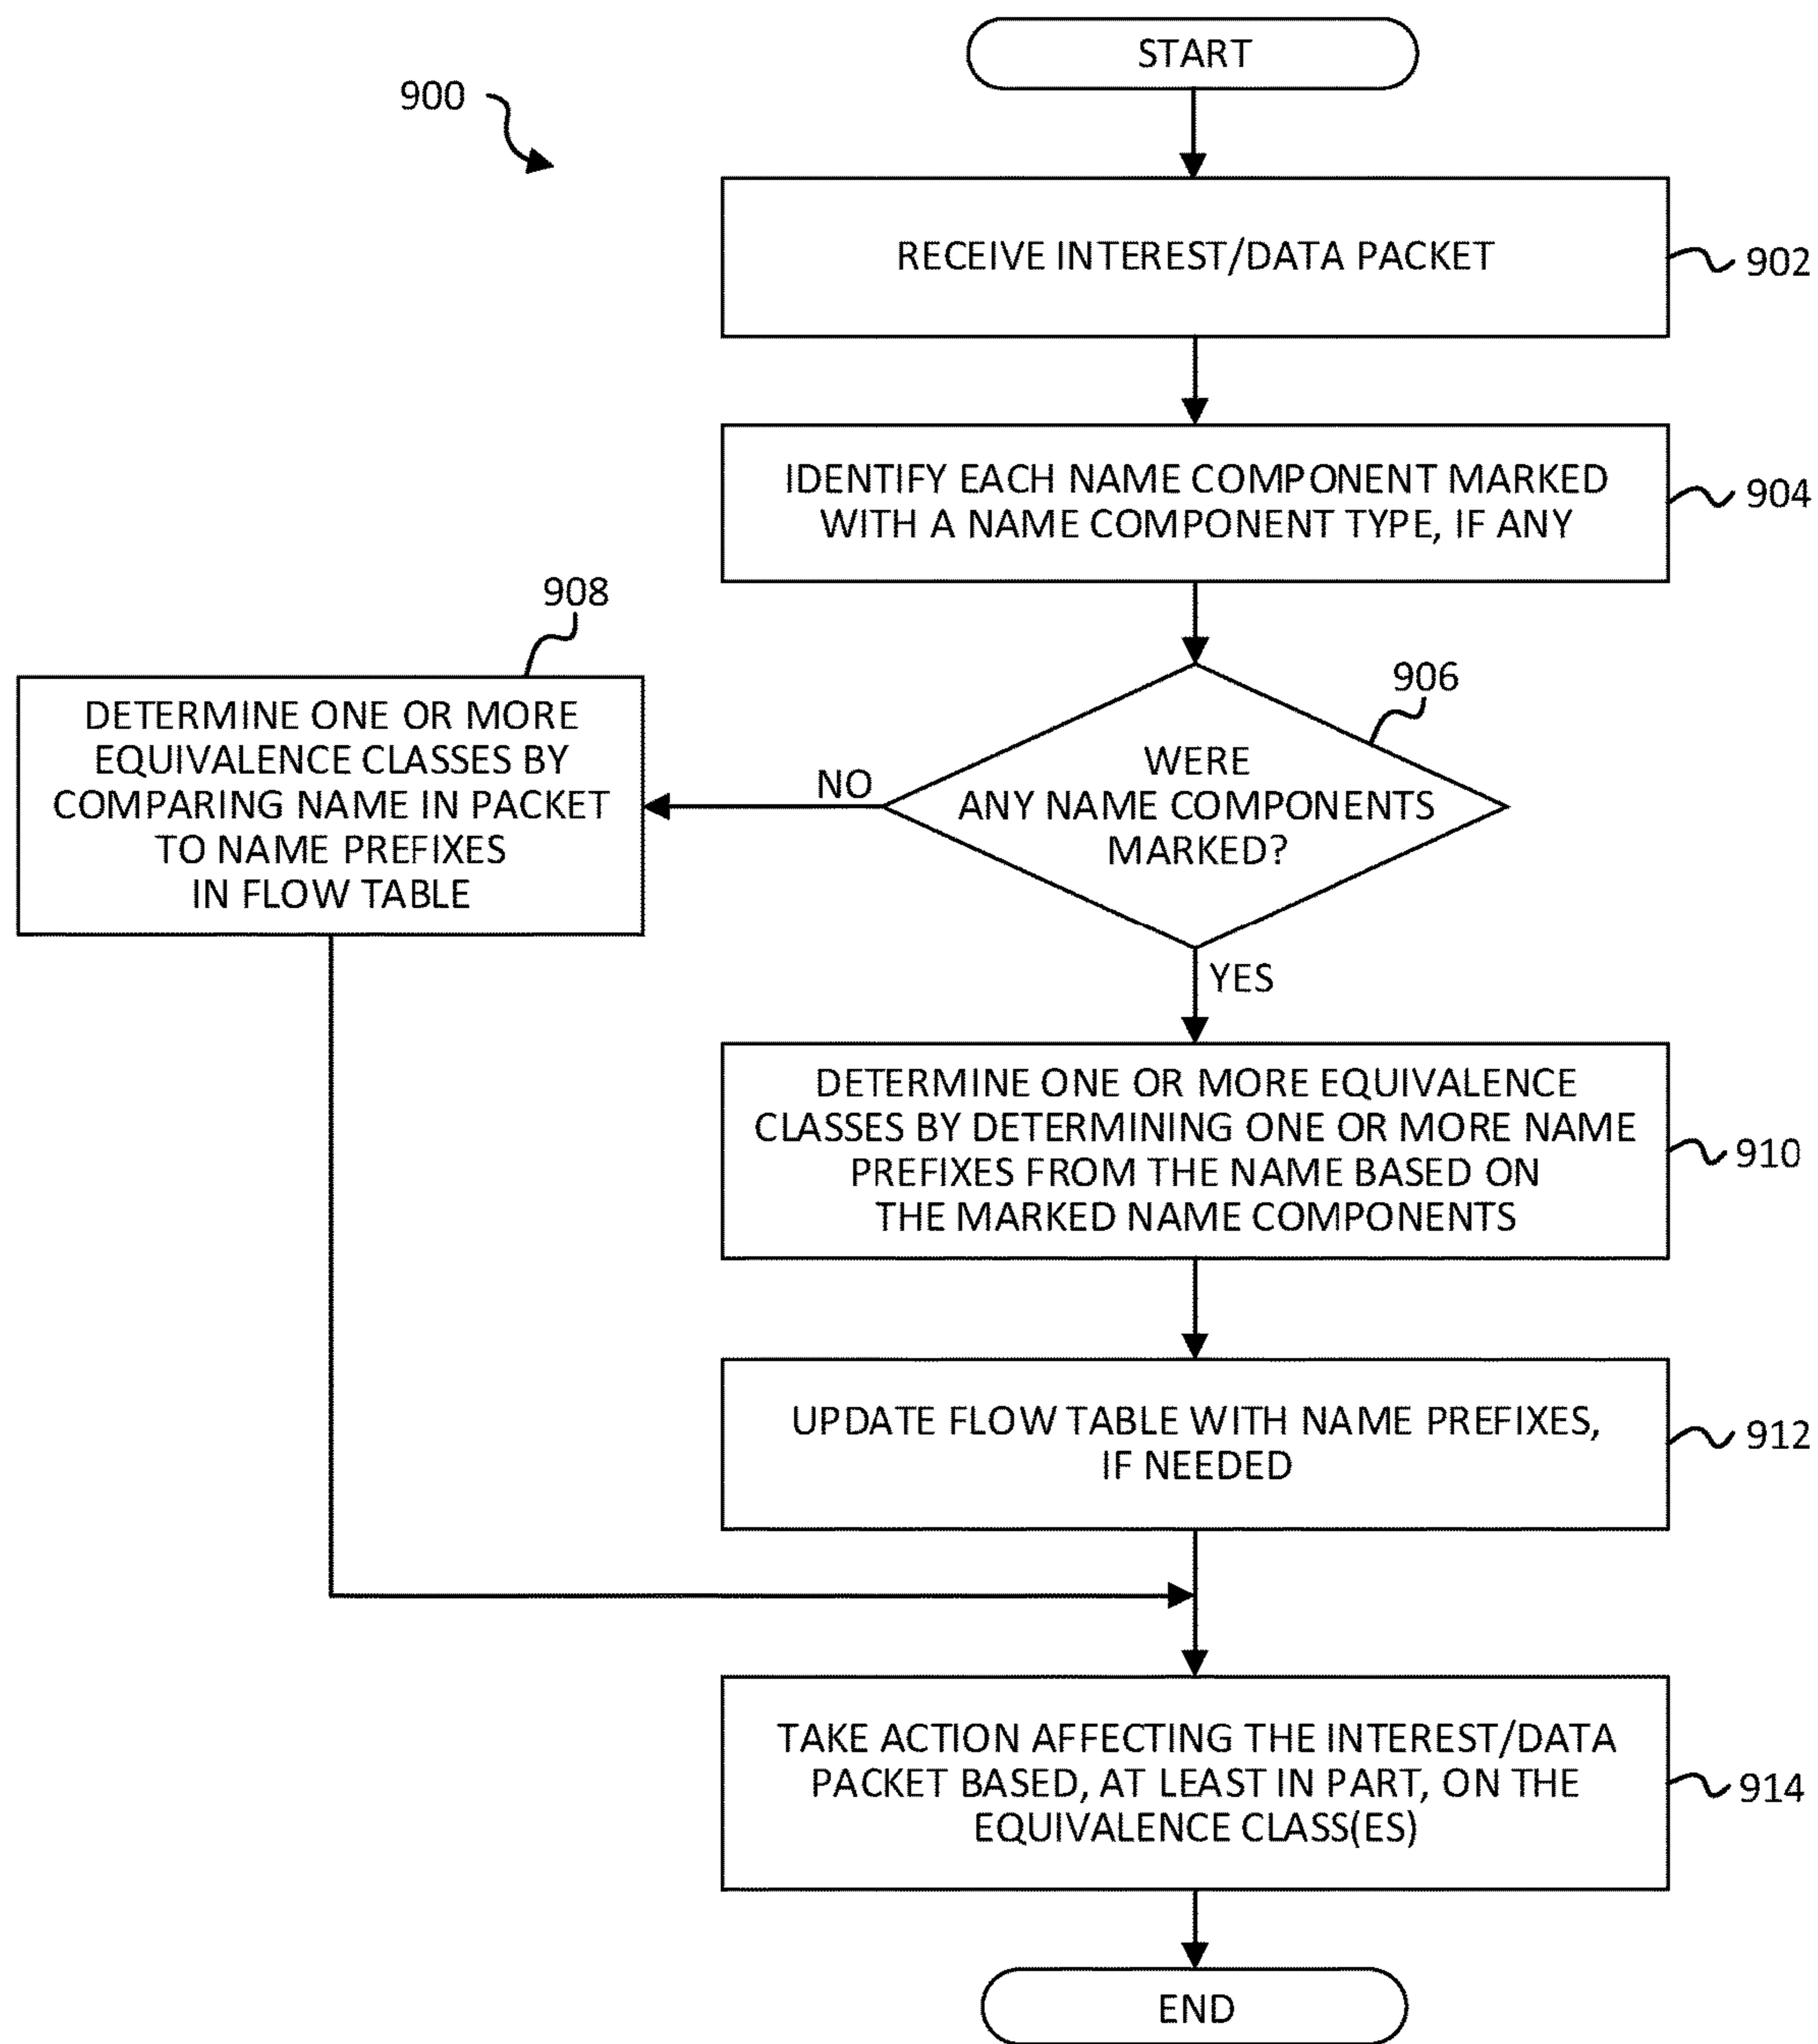 START
900
RECEIVE INTEREST/DATA PACKET
902
IDENTIFY EACH NAME COMPONENT MARKED
WITH A NAME COMPONENT TYPE, IF ANY
904
906
WERE
ANY NAME COMPONENTS
MARKED?
NO
YES
908
DETERMINE ONE OR MORE
EQUIVALENCE CLASSES BY
COMPARING NAME IN PACKET
TO NAME PREFIXES
IN FLOW TABLE
DETERMINE ONE OR MORE EQUIVALENCE
CLASSES BY DETERMINING ONE OR MORE NAME
PREFIXES FROM THE NAME BASED ON
THE MARKED NAME COMPONENTS
910
UPDATE FLOW TABLE WITH NAME PREFIXES,
IF NEEDED
912
TAKE ACTION AFFECTING THE INTEREST/DATA
PACKET BASED, AT LEAST IN PART, ON THE
EQUIVALENCE CLASS(ES)
914
END